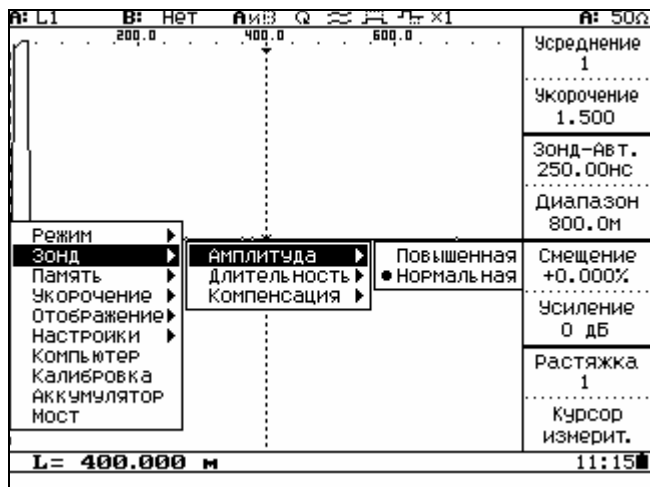 A: L1 B: Нет АиВ ×1 A: 50Ω
200.0 400.0 600.0
Усреднение
1
Укорочение
1.500
Зонд-Авт.
250.00нс
Диапазон
800.0м
Смещение
+0.000%
Усиление
0 дБ
Растяжка
1
Курсор
измерит.
Режим
Зонд
Память
Укорочение
Отображение
Настройки
Компьютер
Калибровка
Аккумулятор
Мост
Амплитуда
Длительность
Компенсация
Повышенная
Нормальная
L= 400.000 м
11:15